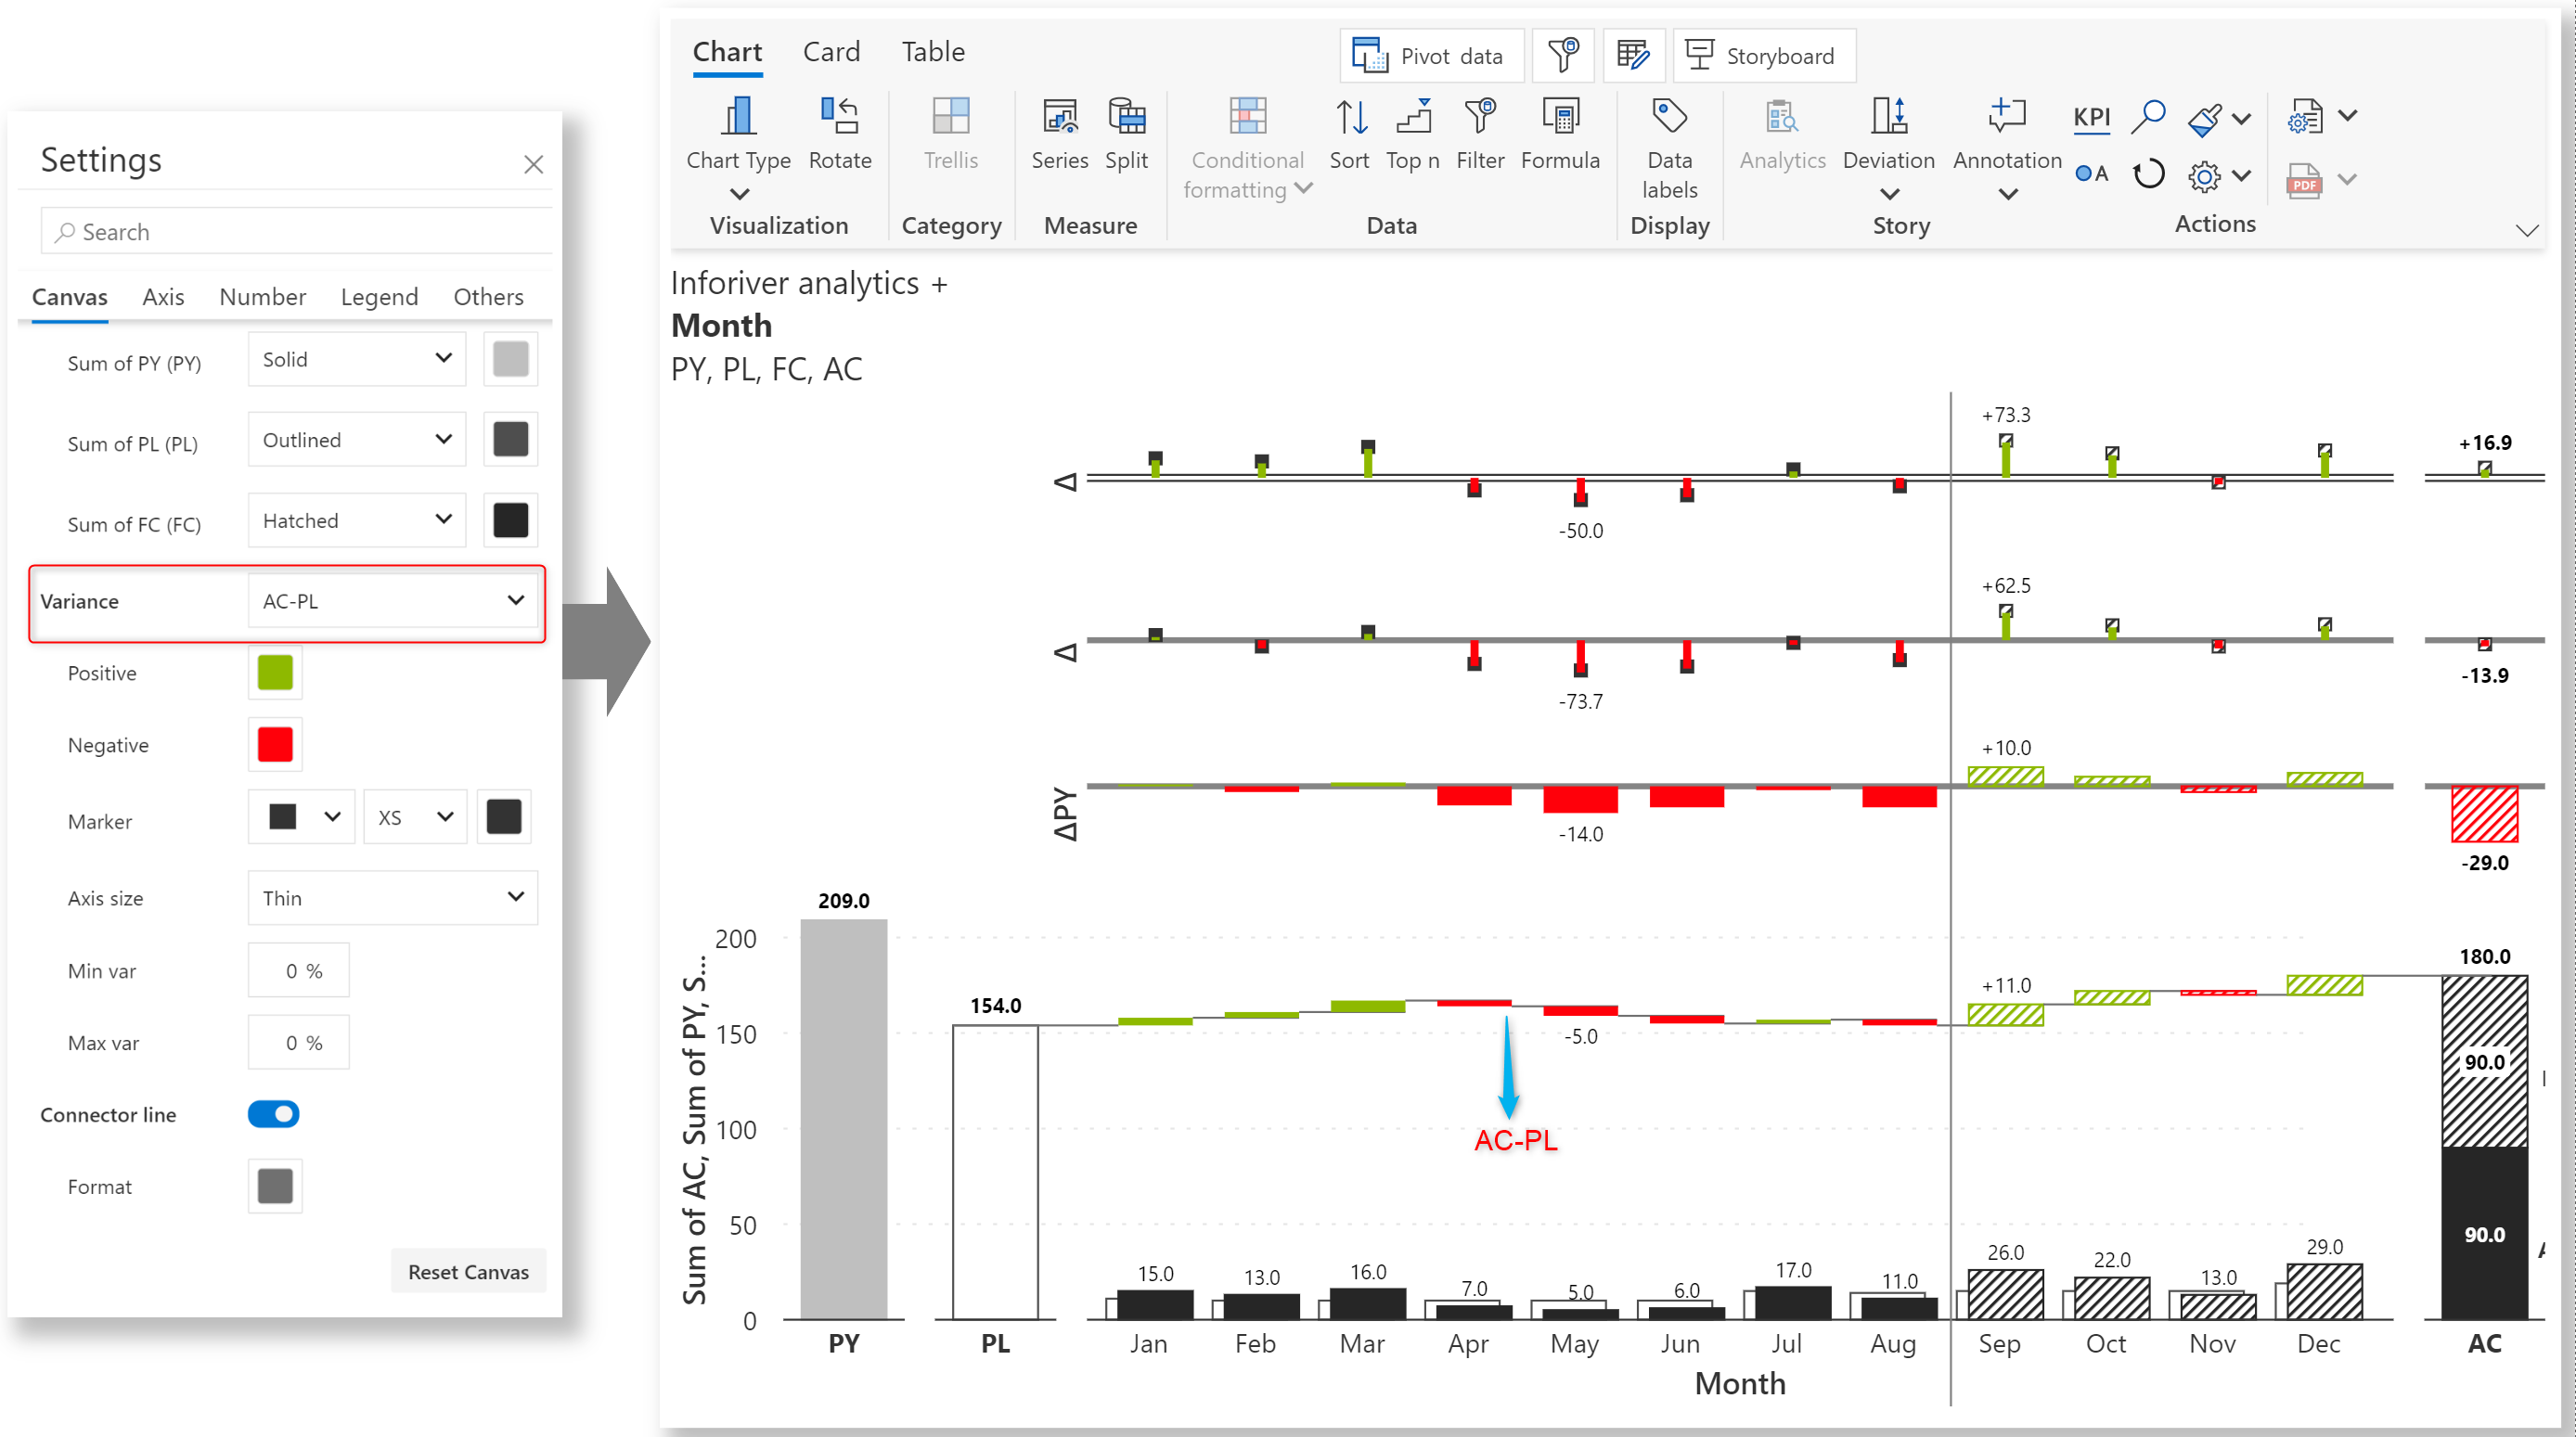 Settings
Search
Canvas Axis Number Legend Others
Sum of PY (PY) Solid
Sum of PL (PL) Outlined
Sum of FC (FC) Hatched
Variance AC-PL
Positive
Negative
Marker XS
Axis size Thin
Min var 0 %
Max var 0 %
Connector line
Format
Reset Canvas
Chart Card Table
Pivot data Storyboard
Chart Type Rotate Trellis Series Split Conditional formatting Sort Top n Filter Formula Data labels Analytics Deviation Annotation KPI
A PDF
Visualization Category Measure Data Display Story Actions
Inforiver analytics +
Month
PY, PL, FC, AC
+73.3
+16.9
Δ
-50.0
+62.5
Δ
-73.7
-13.9
+10.0
ΔPY
-14.0
-29.0
Sum of AC, Sum of PY, S...
200
150
100
50
0
209.0
154.0
+11.0
-5.0
AC-PL
180.0
90.0
90.0
15.0 13.0 16.0 7.0 5.0 6.0 17.0 11.0 26.0 22.0 13.0 29.0
PY PL Jan Feb Mar Apr May Jun Jul Aug Sep Oct Nov Dec AC
Month